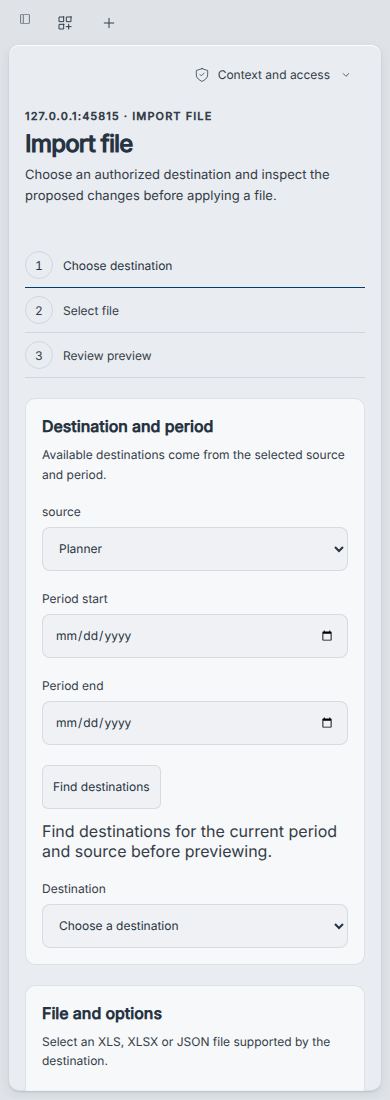 Context and access
127.0.0.1:45815 · IMPORT FILE
Import file
Choose an authorized destination and inspect the
proposed changes before applying a file.
1 Choose destination
2 Select file
3 Review preview
Destination and period
Available destinations come from the selected source
and period.
source
Planner
Period start
mm/dd/yyyy
Period end
mm/dd/yyyy
Find destinations
Find destinations for the current period
and source before previewing.
Destination
Choose a destination
File and options
Select an XLS, XLSX or JSON file supported by the
destination.